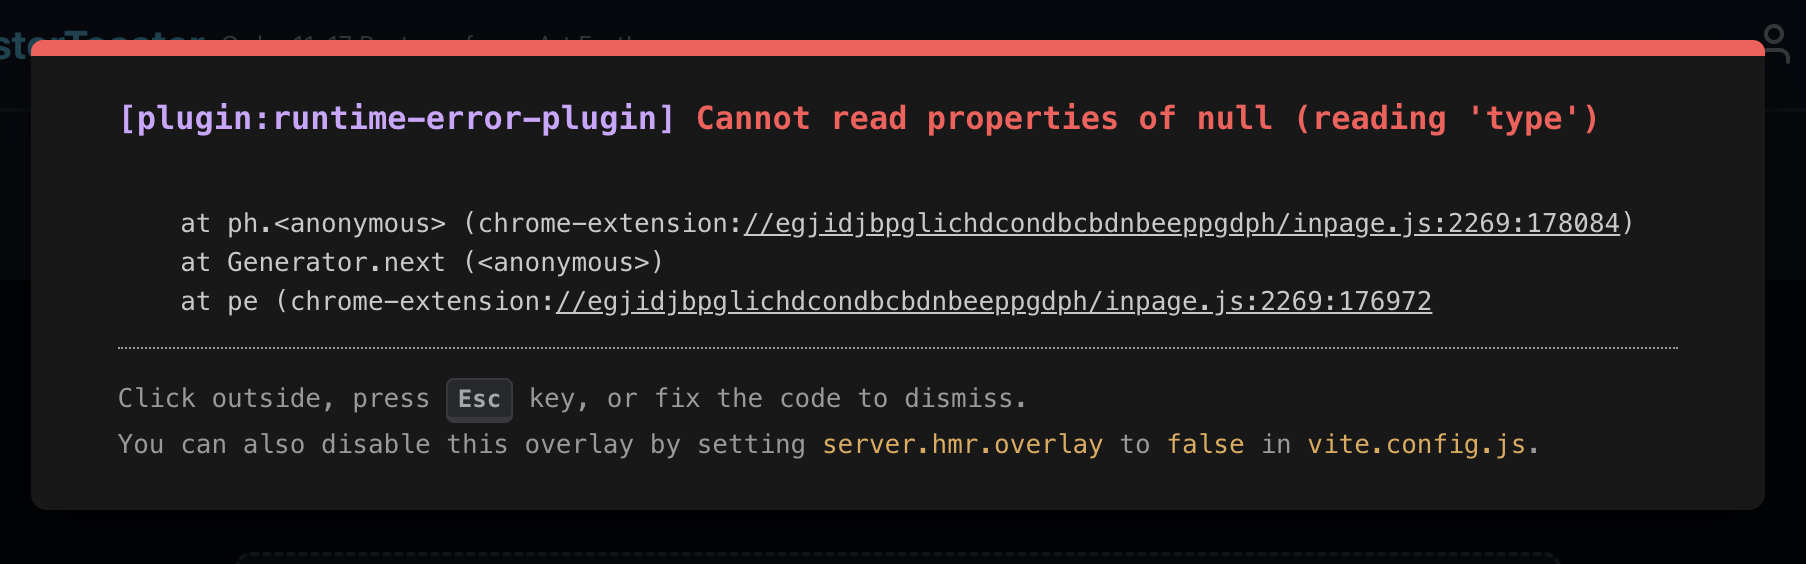 [plugin:runtime-error-plugin] Cannot read properties of null (reading 'type')
at ph.<anonymous> (chrome-extension://egjidjbpglichdcondbcbdnbeeppgdph/inpage.js:2269:178084)
at Generator.next (<anonymous>)
at pe (chrome-extension://egjidjbpglichdcondbcbdnbeeppgdph/inpage.js:2269:176972
Click outside, press Esc key, or fix the code to dismiss.
You can also disable this overlay by setting server.hmr.overlay to false in vite.config.js.